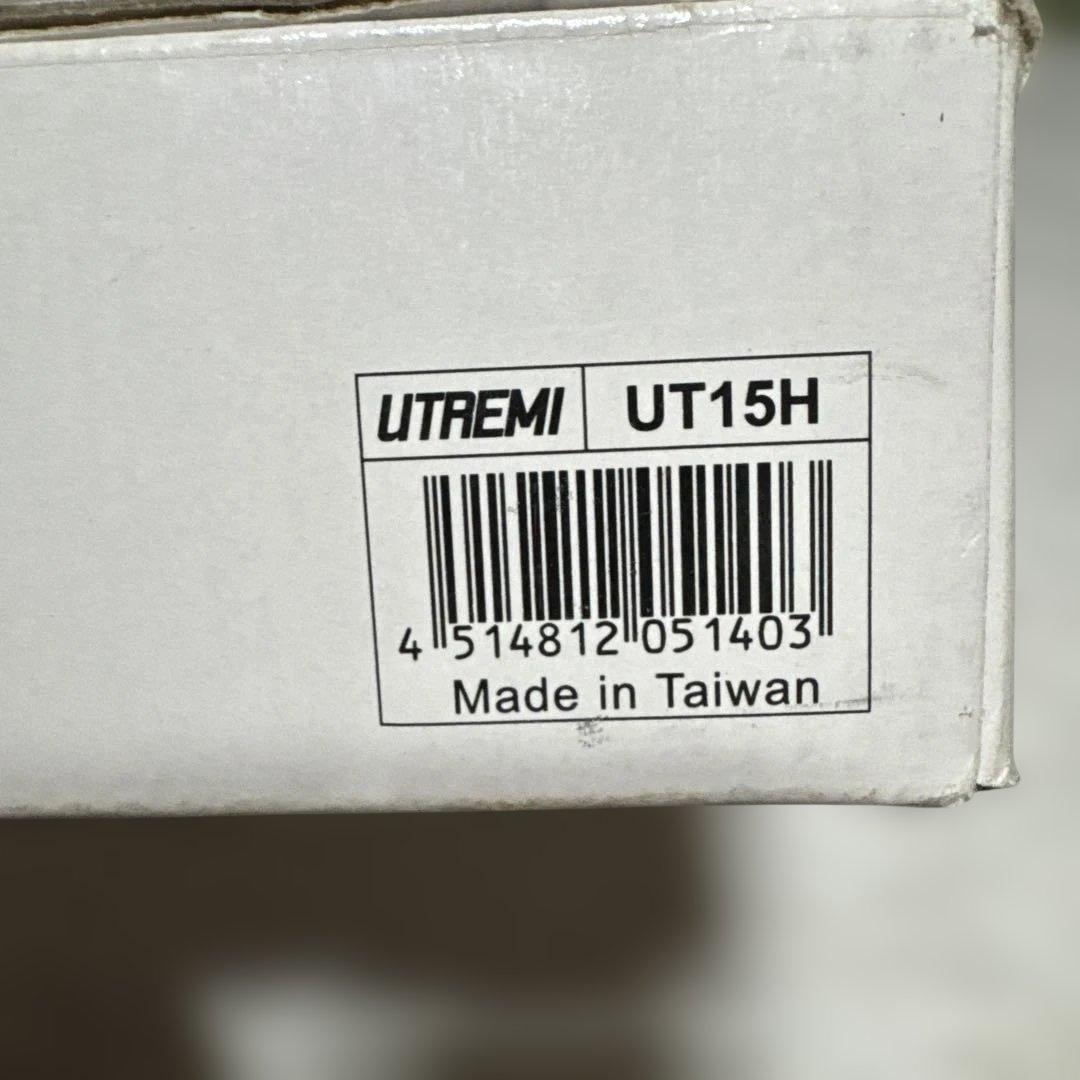 UTREMI UT15H
4 514812 051403
Made in Taiwan